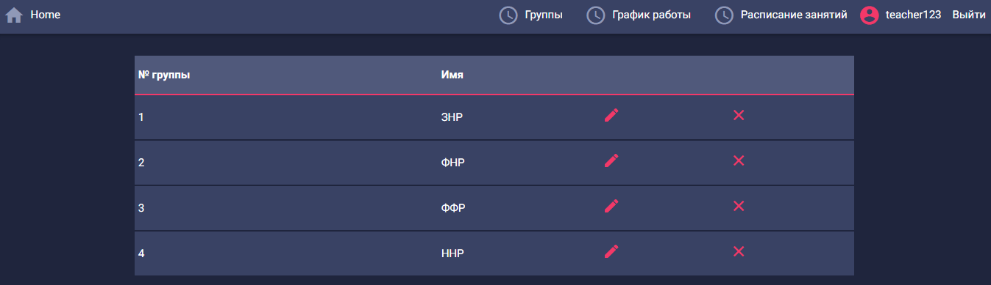 Home Группы График работы Расписание занятий teacher123 Выйти
№ группы Имя
1 ЗНР
2 ФНР
3 ФФР
4 ННР